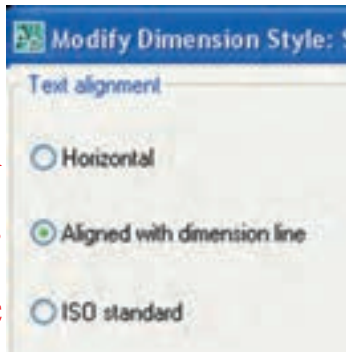 Modify Dimension Style:
Text alignment
Horizontal
Aligned with dimension line
ISO standard